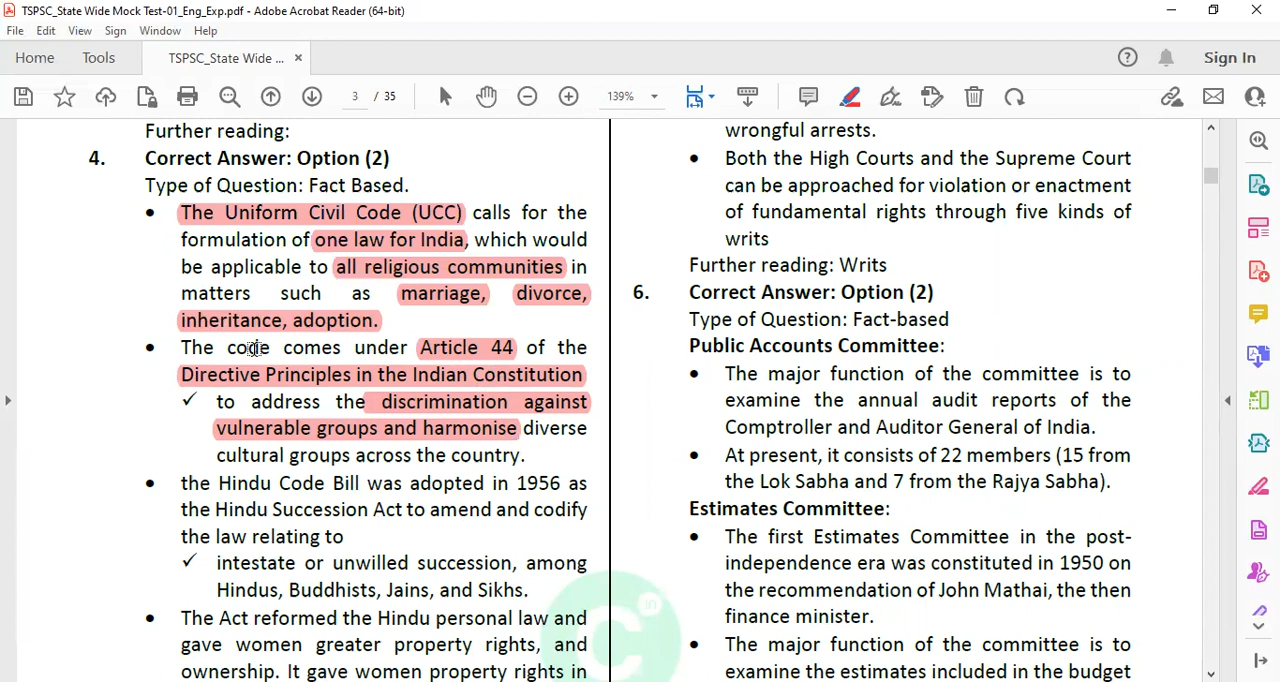 TSPSC_State Wide Mock Test-01_Eng_Exp.pdf - Adobe Acrobat Reader (64-bit)
File Edit View Sign Window Help
Home Tools TSPSC_State Wide ... × Sign In
3 / 35 139%
Further reading:
4. Correct Answer: Option (2)
Type of Question: Fact Based.
• The Uniform Civil Code (UCC) calls for the
formulation of one law for India, which would
be applicable to all religious communities in
matters such as marriage, divorce,
inheritance, adoption.
• The code comes under Article 44 of the
Directive Principles in the Indian Constitution
✓ to address the discrimination against
vulnerable groups and harmonise diverse
cultural groups across the country.
• the Hindu Code Bill was adopted in 1956 as
the Hindu Succession Act to amend and codify
the law relating to
✓ intestate or unwilled succession, among
Hindus, Buddhists, Jains, and Sikhs.
• The Act reformed the Hindu personal law and
gave women greater property rights, and
ownership. It gave women property rights in
wrongful arrests.
• Both the High Courts and the Supreme Court
can be approached for violation or enactment
of fundamental rights through five kinds of
writs
Further reading: Writs
6. Correct Answer: Option (2)
Type of Question: Fact-based
Public Accounts Committee:
• The major function of the committee is to
examine the annual audit reports of the
Comptroller and Auditor General of India.
• At present, it consists of 22 members (15 from
the Lok Sabha and 7 from the Rajya Sabha).
Estimates Committee:
• The first Estimates Committee in the post-
independence era was constituted in 1950 on
the recommendation of John Mathai, the then
finance minister.
• The major function of the committee is to
examine the estimates included in the budget
in